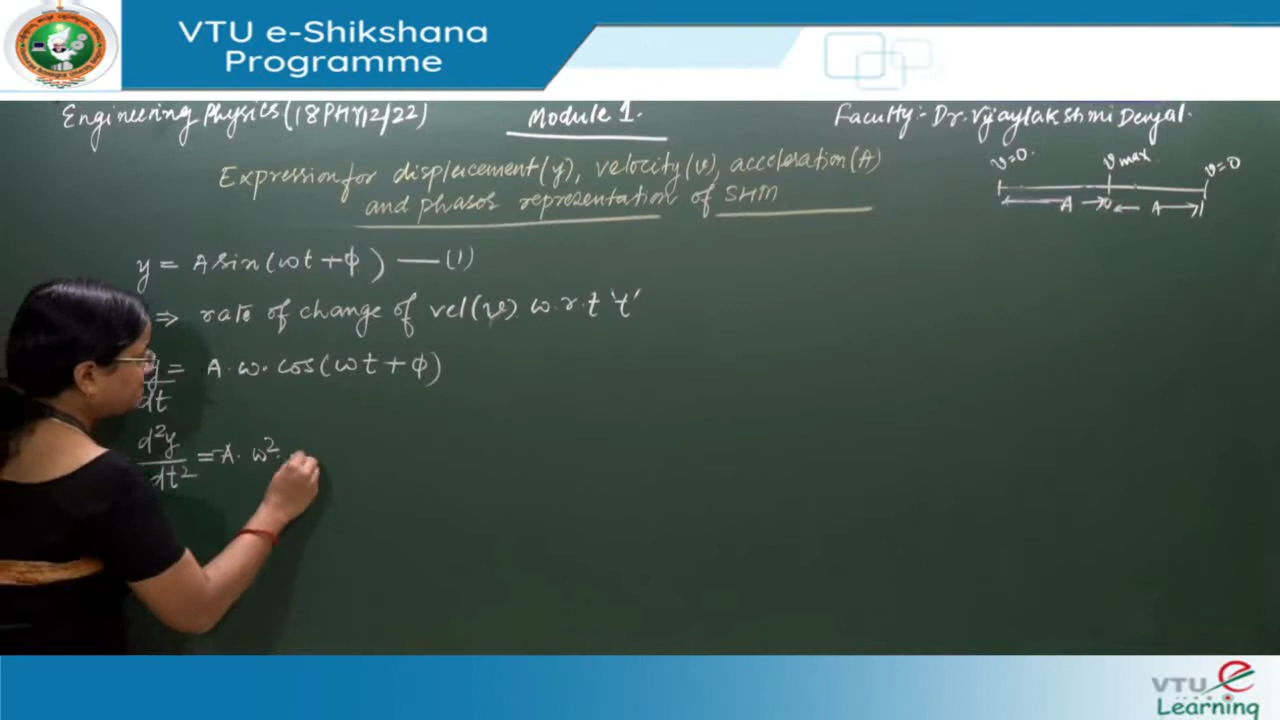 VTU e-Shikshana
Programme
Engineering Physics (18PHY12/22)
Module 1.
Faculty:- Dr. Vijaylakshmi Dengal.
Expression for displacement (y), velocity (v), acceleration (A)
and phasor representation of SHM
v=0. vmax. v=0
A A
y = A sin(ωt + φ) — (1)
⇒ rate of change of vel(v) w.r.t 't'
y = A.ω.cos(ωt + φ)
dt
d²y
dt² = -A. ω².
VTU e
Learning